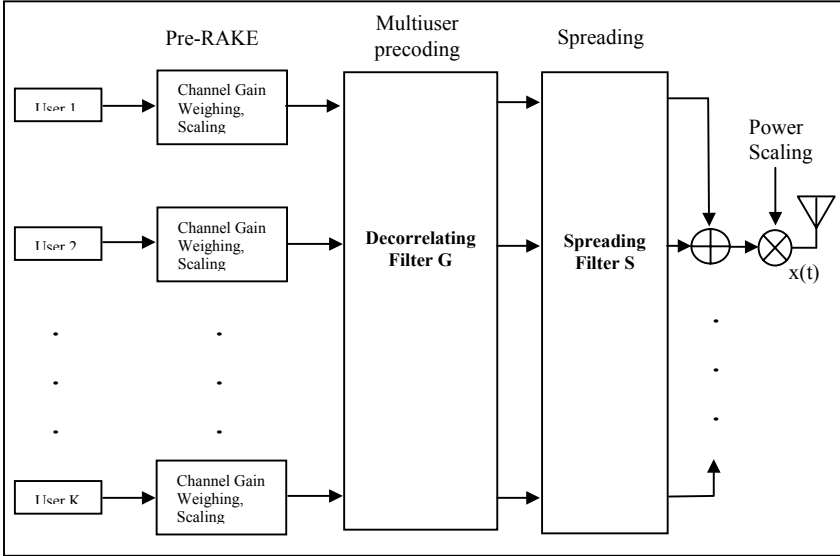 Pre-RAKE
Multiuser
precoding
Spreading
User 1
Channel Gain
Weighing,
Scaling
Power
Scaling
User 2
Channel Gain
Weighing,
Scaling
Decorrelating
Filter G
Spreading
Filter S
x(t)
User K
Channel Gain
Weighing,
Scaling